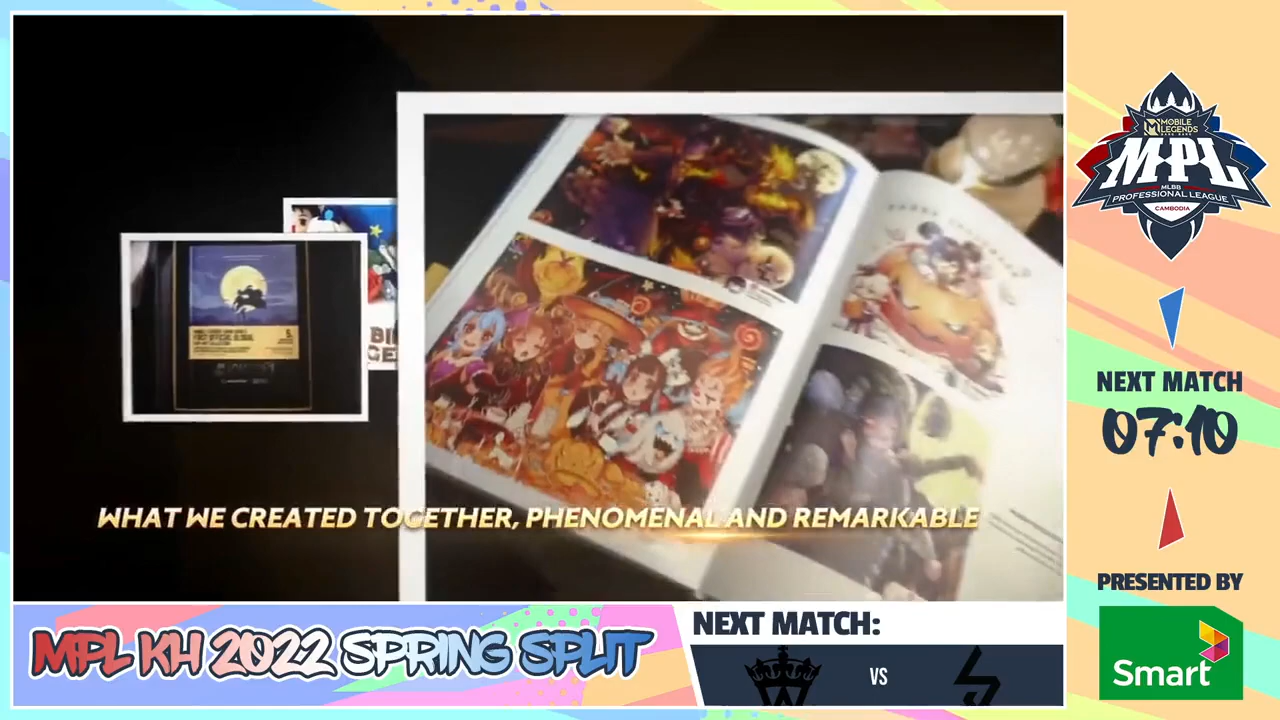 WHAT WE CREATED TOGETHER, PHENOMENAL AND REMARKABLE
MPL KH 2022 SPRING SPLIT
NEXT MATCH:
VS
MOBILE
LEGENDS
MPL
MLBB
PROFESSIONAL LEAGUE
CAMBODIA
NEXT MATCH
07:10
PRESENTED BY
Smart